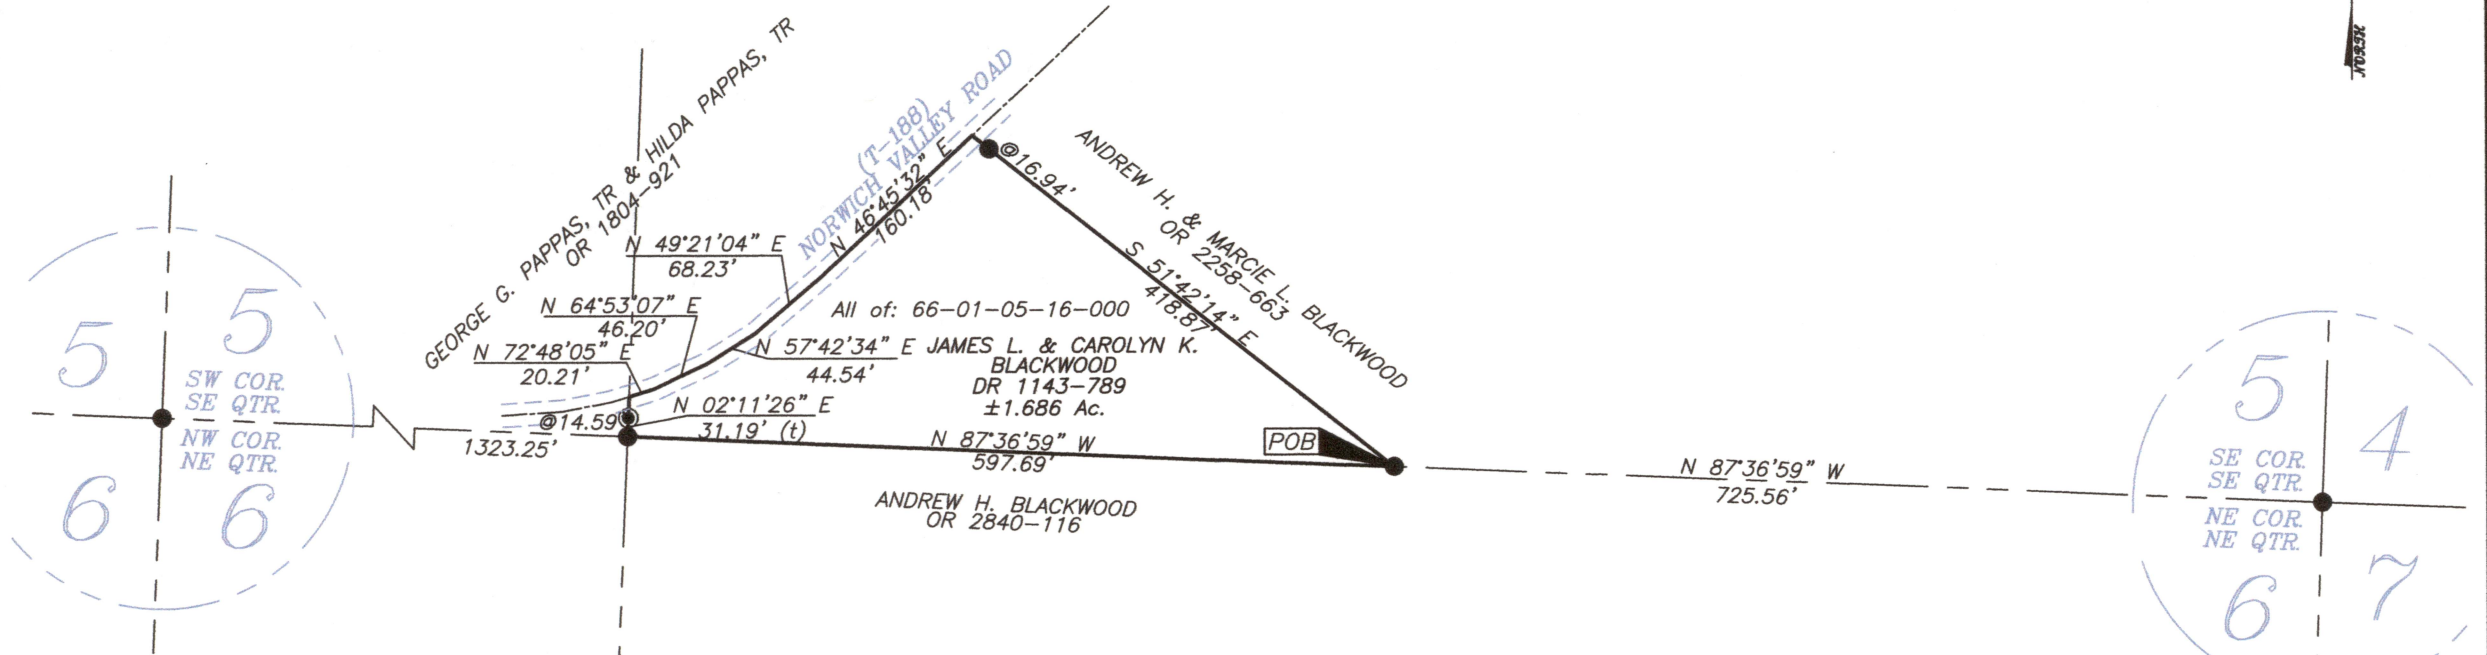 NORTH
GEORGE G. PAPPAS, TR & HILDA PAPPAS, TR
OR 1804-921
(T-188)
NORWICH VALLEY ROAD
N 46°45'32" E
160.18'
@16.94'
ANDREW H. & MARCIE L. BLACKWOOD
OR 2258-663
S 51°42'14" E
418.87'
N 49°21'04" E
68.23'
N 64°53'07" E
46.20'
N 72°48'05" E
20.21'
All of: 66-01-05-16-000
N 57°42'34" E
44.54'
JAMES L. & CAROLYN K.
BLACKWOOD
DR 1143-789
±1.686 Ac.
@14.59
N 02°11'26" E
31.19' (t)
1323.25'
N 87°36'59" W
597.69'
POB
ANDREW H. BLACKWOOD
OR 2840-116
N 87°36'59" W
725.56'
5
5
SW COR.
SE QTR.
NW COR.
NE QTR.
6
6
5
4
SE COR.
SE QTR.
NE COR.
NE QTR.
6
7